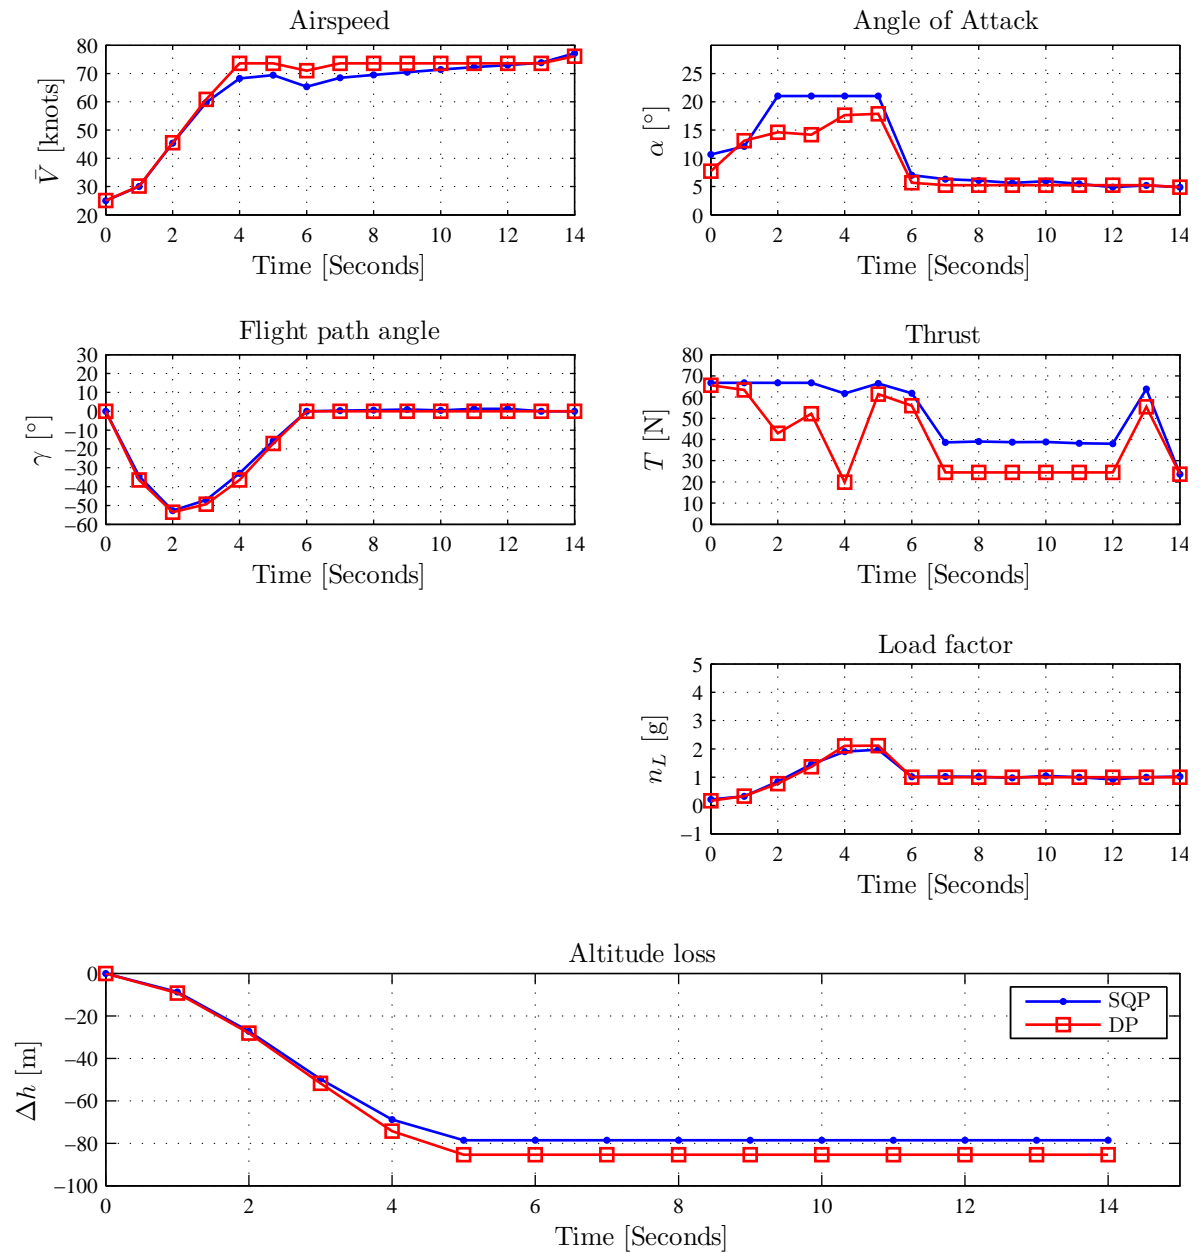 Airspeed
V̄ [knots]
80
70
60
50
40
30
20
0 2 4 6 8 10 12 14
Time [Seconds]
Angle of Attack
α [°]
25
20
15
10
5
0
0 2 4 6 8 10 12 14
Time [Seconds]
Flight path angle
γ [°]
30
20
10
0
−10
−20
−30
−40
−50
−60
0 2 4 6 8 10 12 14
Time [Seconds]
Thrust
T [N]
80
70
60
50
40
30
20
10
0
0 2 4 6 8 10 12 14
Time [Seconds]
Load factor
n_L [g]
5
4
3
2
1
0
−1
0 2 4 6 8 10 12 14
Time [Seconds]
Altitude loss
Δh [m]
0
−20
−40
−60
−80
−100
0 2 4 6 8 10 12 14
Time [Seconds]
SQP
DP